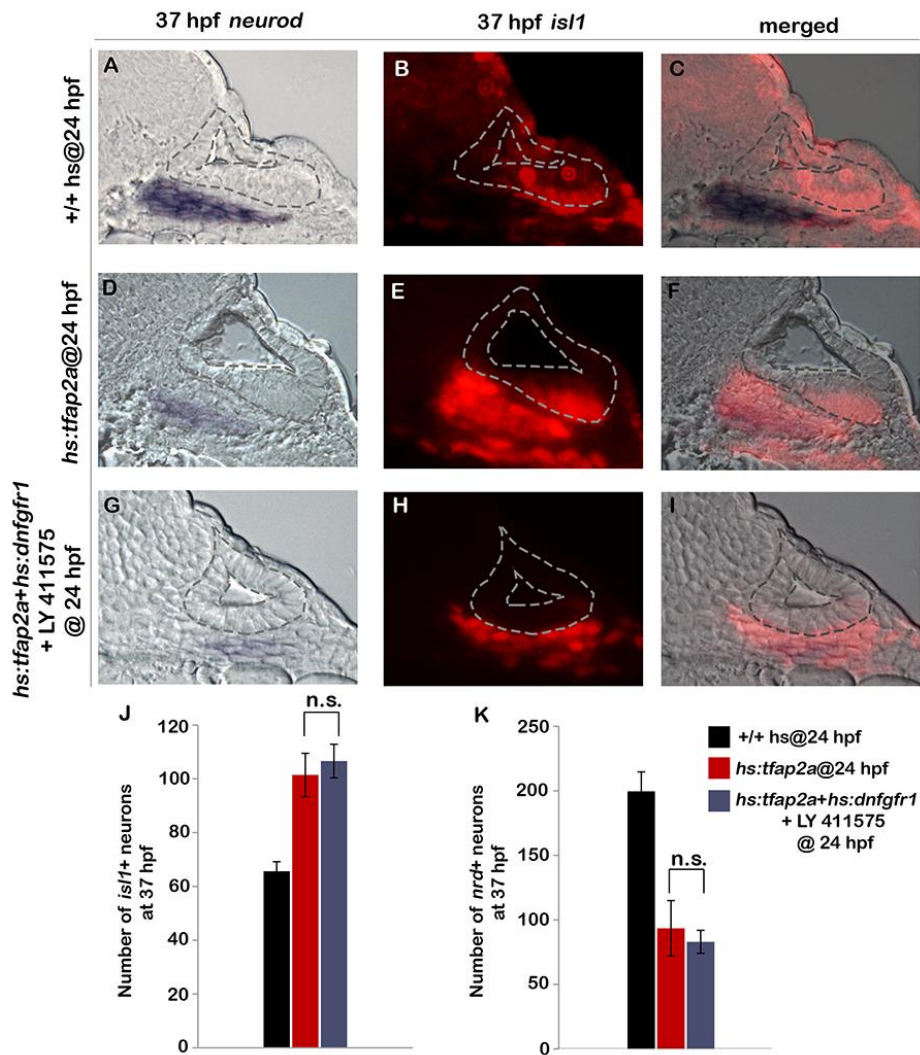 37 hpf neurod
37 hpf isl1
merged
+/+ hs@24 hpf
A
B
C
hs:tfap2a@24 hpf
D
E
F
hs:tfap2a+hs:dnfgfr1
+ LY 411575
@ 24 hpf
G
H
I
J
n.s.
120
100
80
60
40
20
0
Number of isl1+ neurons
at 37 hpf
K
n.s.
250
200
150
100
50
0
Number of nrd+ neurons
at 37 hpf
+/+ hs@24 hpf
hs:tfap2a@24 hpf
hs:tfap2a+hs:dnfgfr1
+ LY 411575
@ 24 hpf